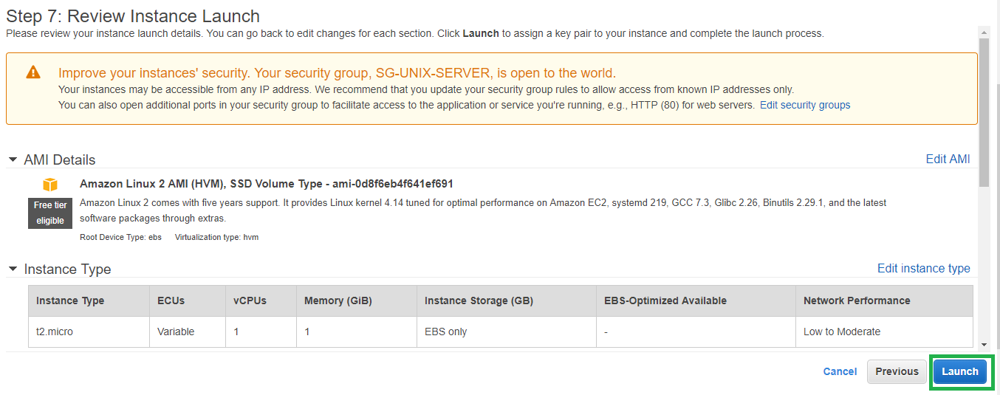 Step 7: Review Instance Launch
Please review your instance launch details. You can go back to edit changes for each section. Click Launch to assign a key pair to your instance and complete the launch process.
Improve your instances' security. Your security group, SG-UNIX-SERVER, is open to the world.
Your instances may be accessible from any IP address. We recommend that you update your security group rules to allow access from known IP addresses only.
You can also open additional ports in your security group to facilitate access to the application or service you're running, e.g., HTTP (80) for web servers. Edit security groups
AMI Details Edit AMI
Amazon Linux 2 AMI (HVM), SSD Volume Type - ami-0d8f6eb4f641ef691
Free tier
eligible
Amazon Linux 2 comes with five years support. It provides Linux kernel 4.14 tuned for optimal performance on Amazon EC2, systemd 219, GCC 7.3, Glibc 2.26, Binutils 2.29.1, and the latest
software packages through extras.
Root Device Type: ebs Virtualization type: hvm
Instance Type Edit instance type
Instance Type ECUs vCPUs Memory (GiB) Instance Storage (GB) EBS-Optimized Available Network Performance
t2.micro Variable 1 1 EBS only - Low to Moderate
Cancel Previous Launch